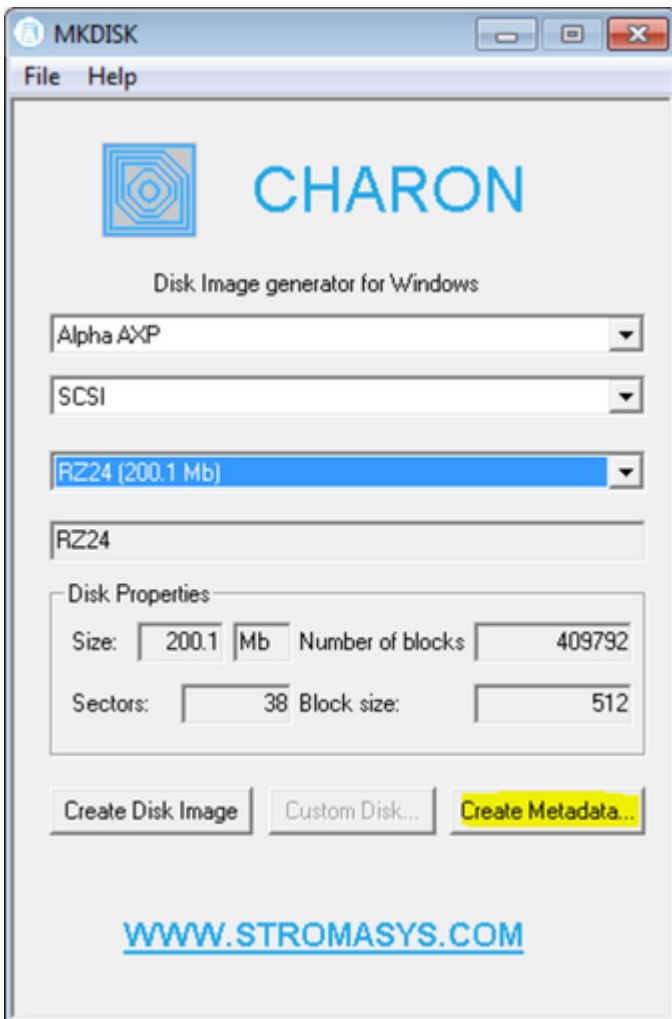 MKDISK
File Help
CHARON
Disk Image generator for Windows
Alpha AXP
SCSI
RZ24 (200.1 Mb)
RZ24
Disk Properties
Size: 200.1 Mb Number of blocks 409792
Sectors: 38 Block size: 512
Create Disk Image Custom Disk... Create Metadata...
WWW.STROMASYS.COM